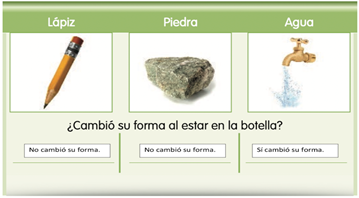 Lápiz Piedra Agua
¿Cambió su forma al estar en la botella?
No cambió su forma. No cambió su forma. Sí cambió su forma.